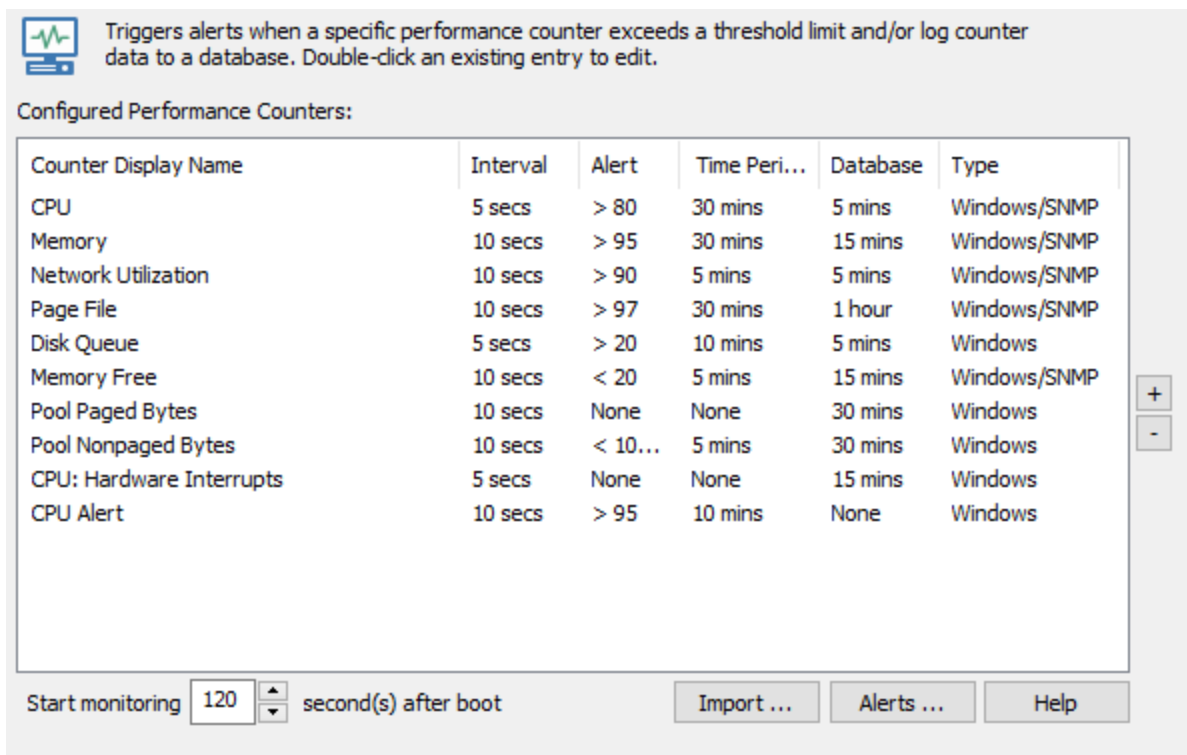 Triggers alerts when a specific performance counter exceeds a threshold limit and/or log counter
data to a database. Double-click an existing entry to edit.
Configured Performance Counters:
Counter Display Name Interval Alert Time Peri... Database Type
CPU 5 secs > 80 30 mins 5 mins Windows/SNMP
Memory 10 secs > 95 30 mins 15 mins Windows/SNMP
Network Utilization 10 secs > 90 5 mins 5 mins Windows/SNMP
Page File 10 secs > 97 30 mins 1 hour Windows/SNMP
Disk Queue 5 secs > 20 10 mins 5 mins Windows
Memory Free 10 secs < 20 5 mins 15 mins Windows/SNMP
Pool Paged Bytes 10 secs None None 30 mins Windows
Pool Nonpaged Bytes 10 secs < 10... 5 mins 30 mins Windows
CPU: Hardware Interrupts 5 secs None None 15 mins Windows
CPU Alert 10 secs > 95 10 mins None Windows
+
-
Start monitoring 120 second(s) after boot Import ... Alerts ... Help